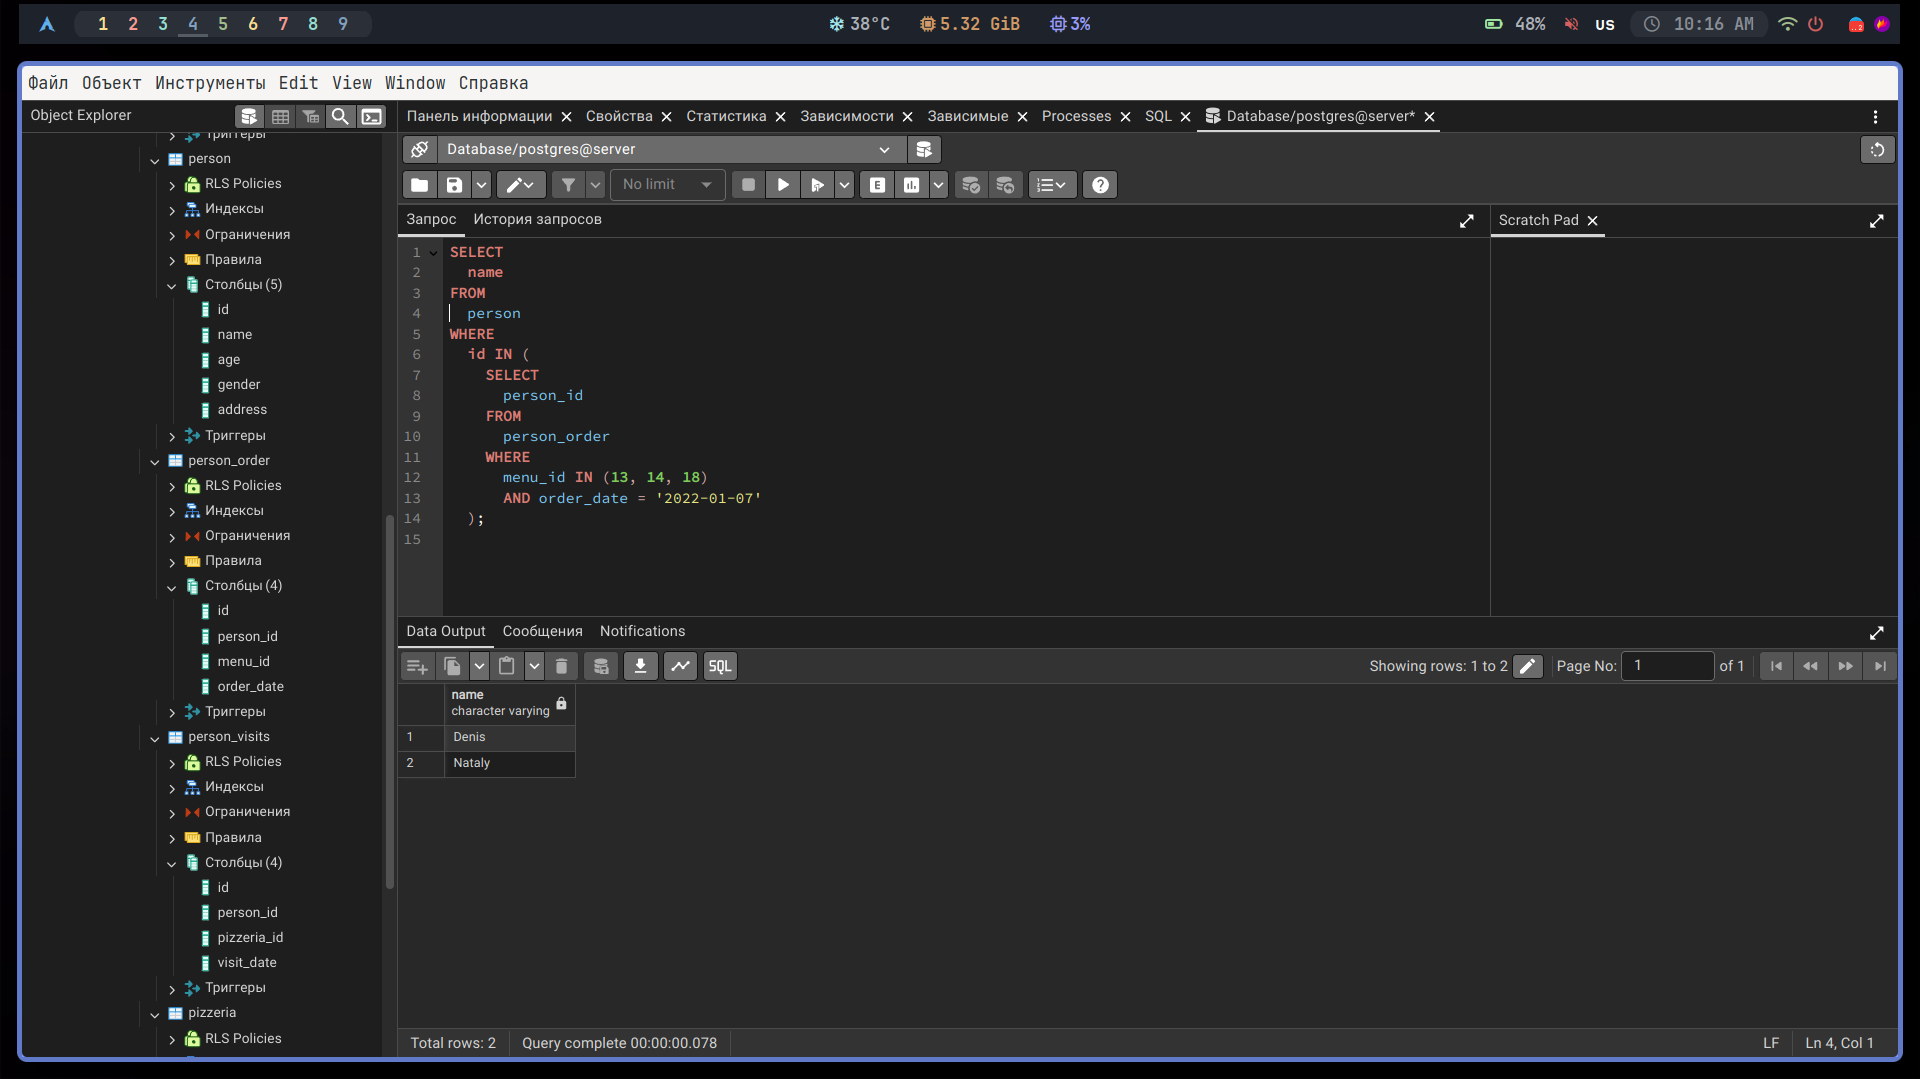 1 2 3 4 5 6 7 8 9
38°C 5.32 GiB 3%
48% US 10:16 AM
Файл Объект Инструменты Edit View Window Справка
Object Explorer
Триггеры
person
RLS Policies
Индексы
Ограничения
Правила
Столбцы (5)
id
name
age
gender
address
Триггеры
person_order
RLS Policies
Индексы
Ограничения
Правила
Столбцы (4)
id
person_id
menu_id
order_date
Триггеры
person_visits
RLS Policies
Индексы
Ограничения
Правила
Столбцы (4)
id
person_id
pizzeria_id
visit_date
Триггеры
pizzeria
RLS Policies
Панель информации Свойства Статистика Зависимости Зависимые Processes SQL Database/postgres@server*
Database/postgres@server
No limit E
Запрос История запросов
Scratch Pad
1 SELECT
2 name
3 FROM
4 person
5 WHERE
6 id IN (
7 SELECT
8 person_id
9 FROM
10 person_order
11 WHERE
12 menu_id IN (13, 14, 18)
13 AND order_date = '2022-01-07'
14 );
15
Data Output Сообщения Notifications
SQL Showing rows: 1 to 2 Page No: 1 of 1
name
character varying
1 Denis
2 Nataly
Total rows: 2 Query complete 00:00:00.078 LF Ln 4, Col 1